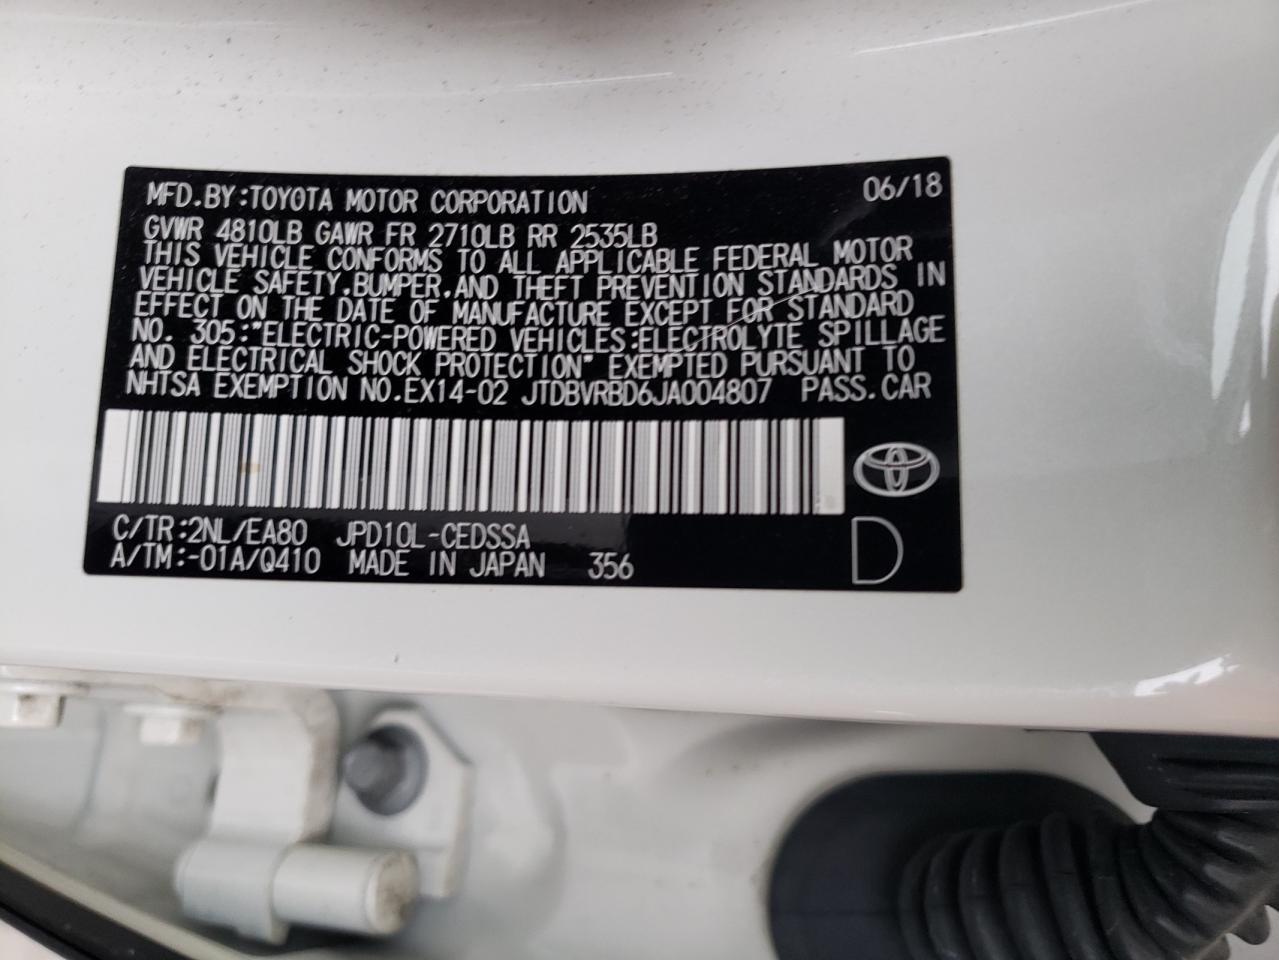 MFD.BY:TOYOTA MOTOR CORPORATION 06/18
GVWR 4810LB GAWR FR 2710LB RR 2535LB
THIS VEHICLE CONFORMS TO ALL APPLICABLE FEDERAL MOTOR
VEHICLE SAFETY,BUMPER,AND THEFT PREVENTION STANDARDS IN
EFFECT ON THE DATE OF MANUFACTURE EXCEPT FOR STANDARD
NO. 305:"ELECTRIC-POWERED VEHICLES:ELECTROLYTE SPILLAGE
AND ELECTRICAL SHOCK PROTECTION" EXEMPTED PURSUANT TO
NHTSA EXEMPTION NO.EX14-02 JTDBVRBD6JA004807 PASS.CAR
C/TR:2NL/EA80 JPD10L-CEDSSA
A/TM:-01A/Q410 MADE IN JAPAN 356
D